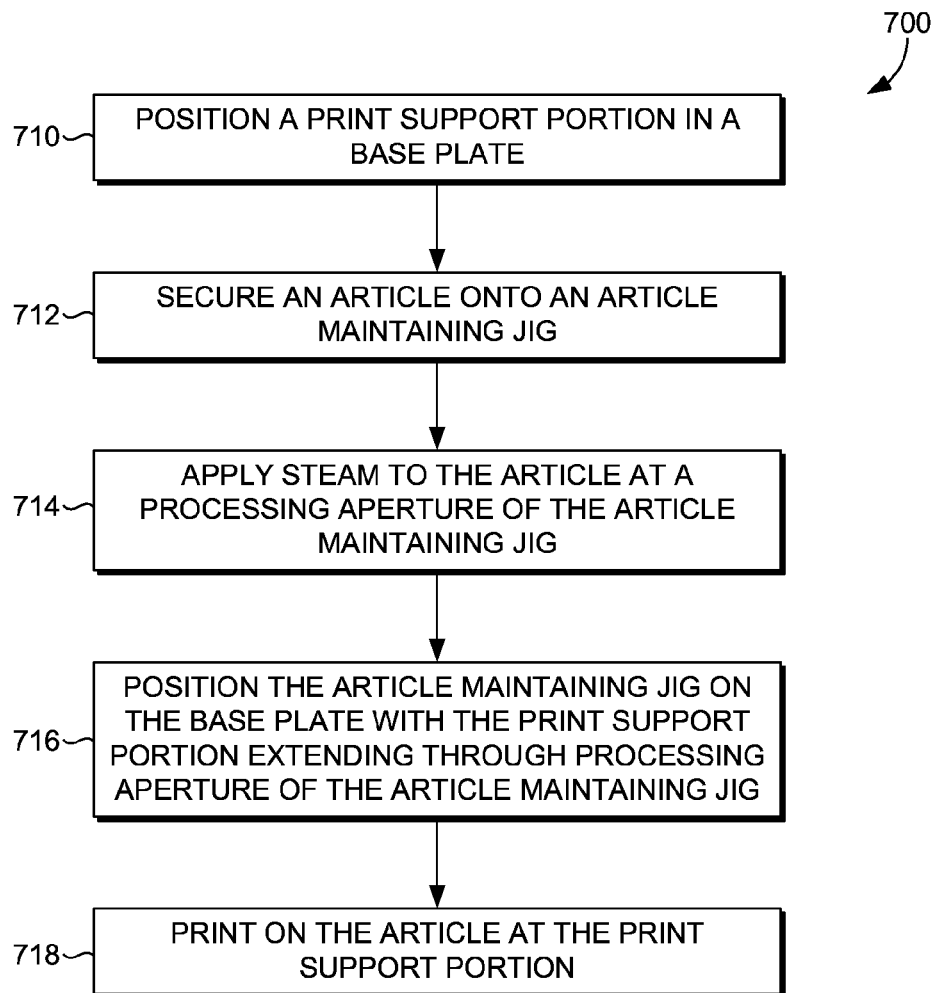 700
710
POSITION A PRINT SUPPORT PORTION IN A
BASE PLATE
712
SECURE AN ARTICLE ONTO AN ARTICLE
MAINTAINING JIG
714
APPLY STEAM TO THE ARTICLE AT A
PROCESSING APERTURE OF THE ARTICLE
MAINTAINING JIG
716
POSITION THE ARTICLE MAINTAINING JIG ON
THE BASE PLATE WITH THE PRINT SUPPORT
PORTION EXTENDING THROUGH PROCESSING
APERTURE OF THE ARTICLE MAINTAINING JIG
718
PRINT ON THE ARTICLE AT THE PRINT
SUPPORT PORTION